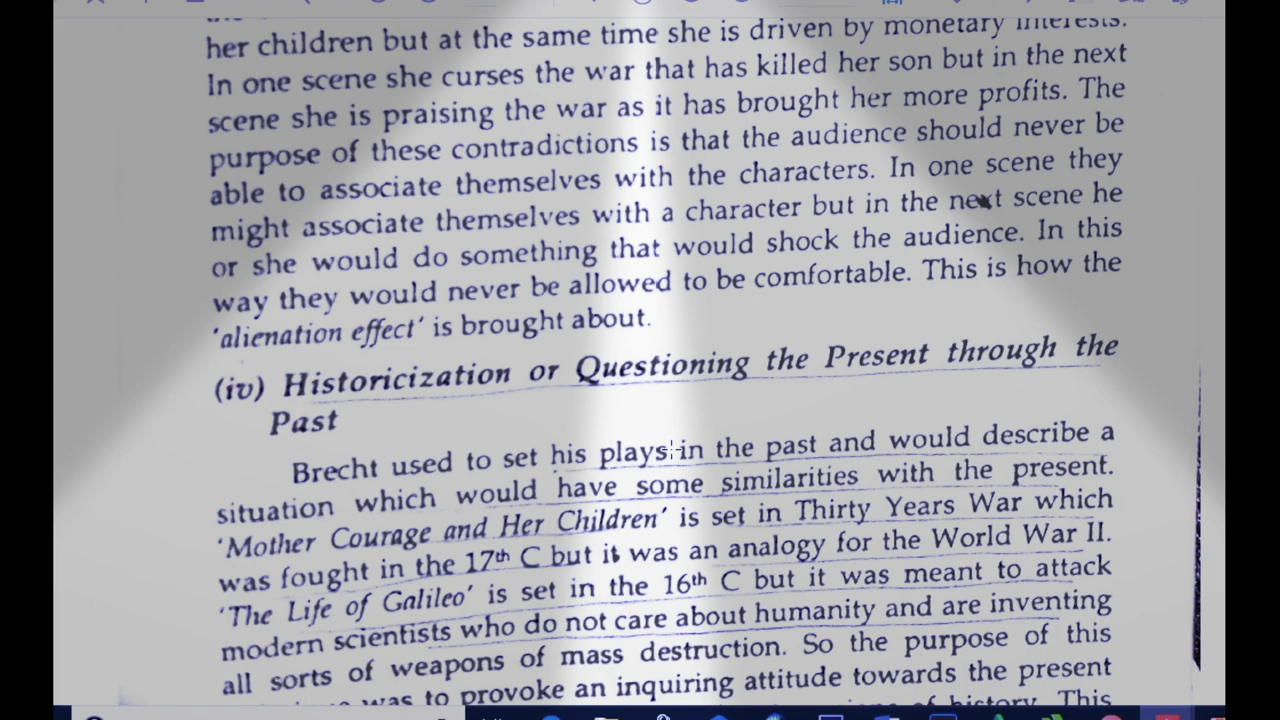 her children but at the same time she is driven by monetary interests.
In one scene she curses the war that has killed her son but in the next
scene she is praising the war as it has brought her more profits. The
purpose of these contradictions is that the audience should never be
able to associate themselves with the characters. In one scene they
might associate themselves with a character but in the next scene he
or she would do something that would shock the audience. In this
way they would never be allowed to be comfortable. This is how the
'alienation effect' is brought about.
(iv) Historicization or Questioning the Present through the
Past
Brecht used to set his plays in the past and would describe a
situation which would have some similarities with the present.
'Mother Courage and Her Children' is set in Thirty Years War which
was fought in the 17th C but it was an analogy for the World War II.
'The Life of Galileo' is set in the 16th C but it was meant to attack
modern scientists who do not care about humanity and are inventing
all sorts of weapons of mass destruction. So the purpose of this
was to provoke an inquiring attitude towards the present
of history. This